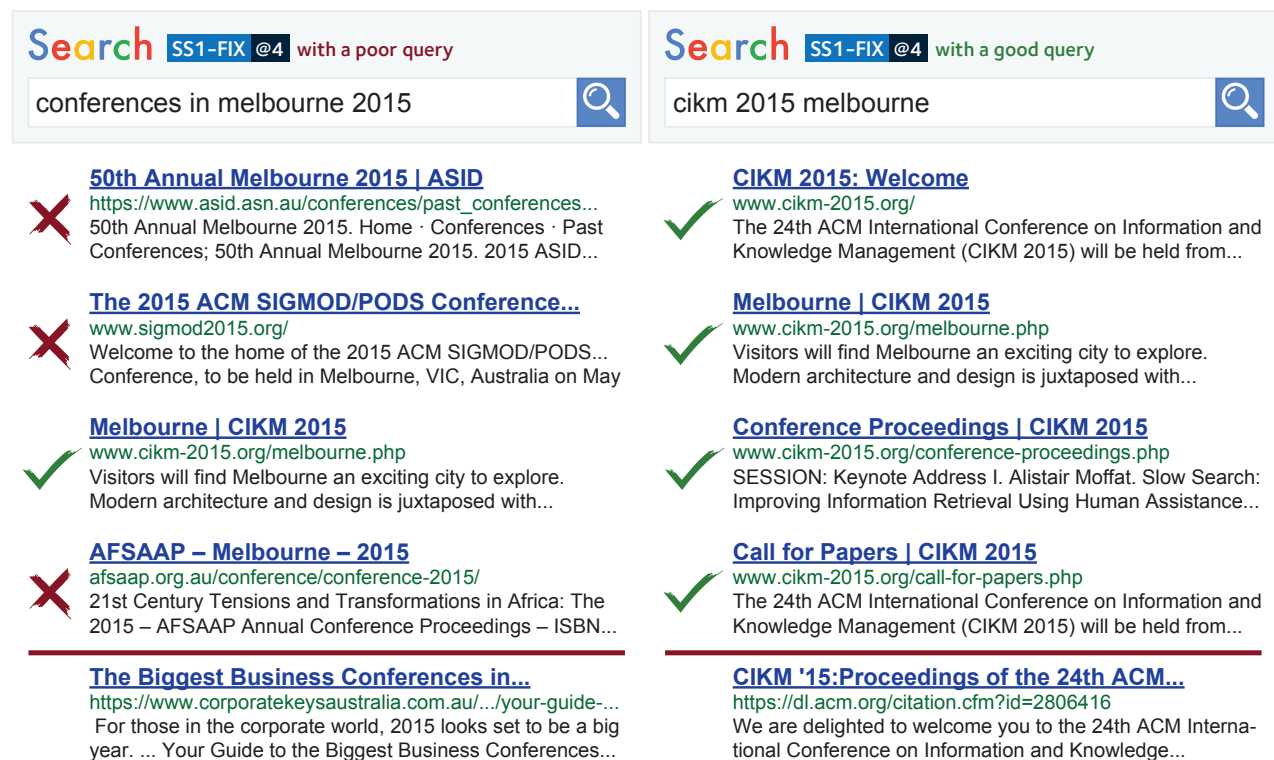 Search SS1-FIX @4 with a poor query
conferences in melbourne 2015
50th Annual Melbourne 2015 | ASID
https://www.asid.asn.au/conferences/past_conferences...
50th Annual Melbourne 2015. Home · Conferences · Past
Conferences; 50th Annual Melbourne 2015. 2015 ASID...
The 2015 ACM SIGMOD/PODS Conference...
www.sigmod2015.org/
Welcome to the home of the 2015 ACM SIGMOD/PODS...
Conference, to be held in Melbourne, VIC, Australia on May
Melbourne | CIKM 2015
www.cikm-2015.org/melbourne.php
Visitors will find Melbourne an exciting city to explore.
Modern architecture and design is juxtaposed with...
AFSAAP – Melbourne – 2015
afsaap.org.au/conference/conference-2015/
21st Century Tensions and Transformations in Africa: The
2015 – AFSAAP Annual Conference Proceedings – ISBN...
The Biggest Business Conferences in...
https://www.corporatekeysaustralia.com.au/.../your-guide-...
For those in the corporate world, 2015 looks set to be a big
year. ... Your Guide to the Biggest Business Conferences...
Search SS1-FIX @4 with a good query
cikm 2015 melbourne
CIKM 2015: Welcome
www.cikm-2015.org/
The 24th ACM International Conference on Information and
Knowledge Management (CIKM 2015) will be held from...
Melbourne | CIKM 2015
www.cikm-2015.org/melbourne.php
Visitors will find Melbourne an exciting city to explore.
Modern architecture and design is juxtaposed with...
Conference Proceedings | CIKM 2015
www.cikm-2015.org/conference-proceedings.php
SESSION: Keynote Address I. Alistair Moffat. Slow Search:
Improving Information Retrieval Using Human Assistance...
Call for Papers | CIKM 2015
www.cikm-2015.org/call-for-papers.php
The 24th ACM International Conference on Information and
Knowledge Management (CIKM 2015) will be held from...
CIKM '15:Proceedings of the 24th ACM...
https://dl.acm.org/citation.cfm?id=2806416
We are delighted to welcome you to the 24th ACM Interna-
tional Conference on Information and Knowledge...